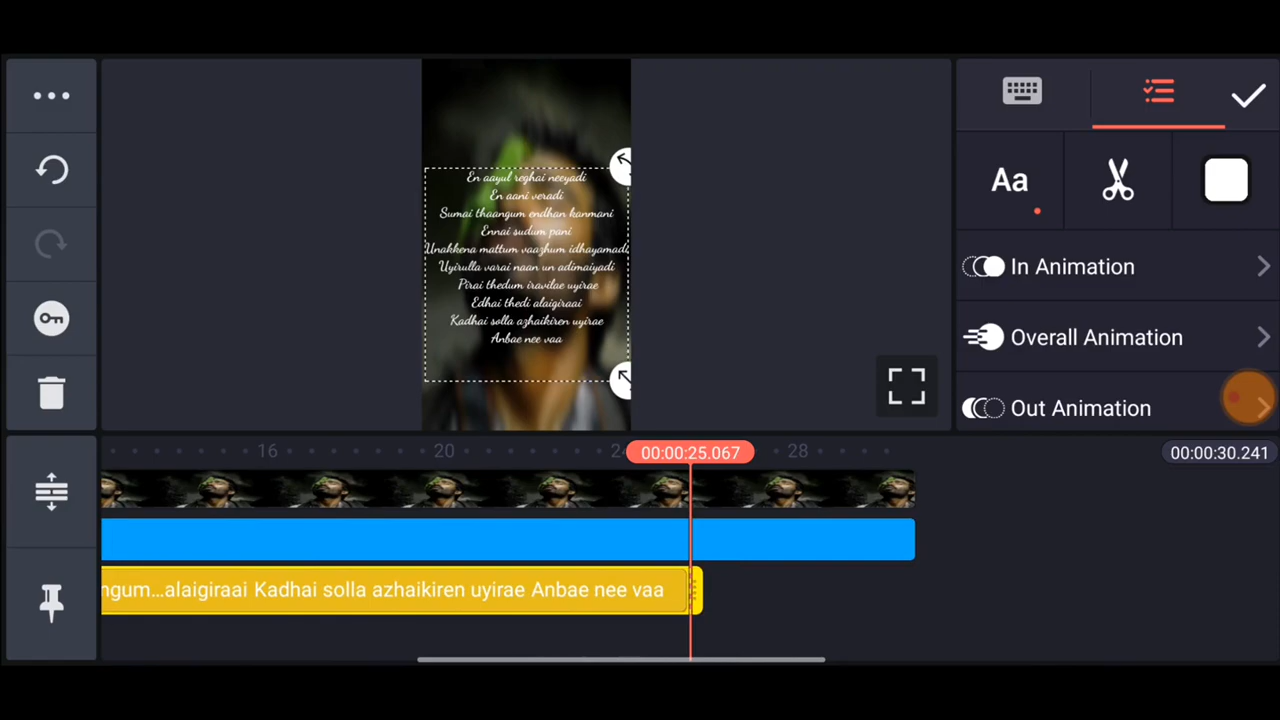 En aayul reghai neeyadi
En aani veradi
Sumai thaangum endhan kanmani
Ennai sudum pani
Unakkena mattum vaazhum idhayamadi
Uyirulla varai naan un adimaiyadi
Pirai thedum iravilae uyirae
Edhai thedi alaigiraai
Kadhai solla azhaikiren uyirae
Anbae nee vaa
Aa
In Animation
Overall Animation
Out Animation
16
20
00:00:25.067
28
00:00:30.241
ngum...alaigiraai Kadhai solla azhaikiren uyirae Anbae nee vaa